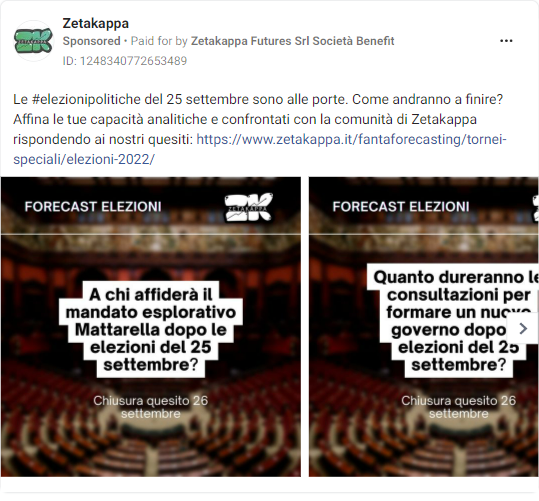 Zetakappa
Sponsored • Paid for by Zetakappa Futures Srl Società Benefit
ID: 1248340772653489
Le #elezionipolitiche del 25 settembre sono alle porte. Come andranno a finire?
Affina le tue capacità analitiche e confrontati con la comunità di Zetakappa
rispondendo ai nostri quesiti: https://www.zetakappa.it/fantaforecasting/tornei-
speciali/elezioni-2022/
FORECAST ELEZIONI
ZK
ZETAKAPPA
A chi affiderà il
mandato esplorativo
Mattarella dopo le
elezioni del 25
settembre?
Chiusura quesito 26
settembre
FORECAST ELEZIONI
Quanto dureranno le
consultazioni per
formare un nuovo
governo dopo
elezioni del 25
settembre?
Chiusura quesito 26
settembre